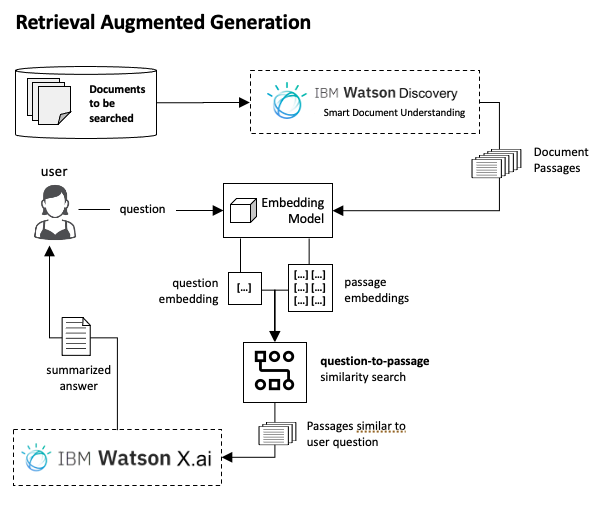 Retrieval Augmented Generation
Documents
to be
searched
IBM Watson Discovery
Smart Document Understanding
Document
Passages
user
question
Embedding
Model
question
embedding
[...]
[...] [...]
[...] [...]
[...] [...]
passage
embeddings
question-to-passage
similarity search
summarized
answer
Passages similar to
user question
IBM Watson X.ai